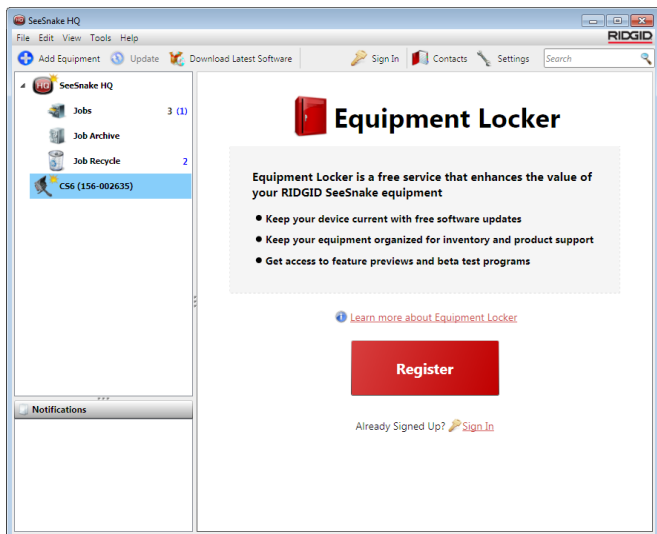 HQ SeeSnake HQ
File Edit View Tools Help
RIDGID
Add Equipment Update Download Latest Software Sign In Contacts Settings Search
HQ SeeSnake HQ
Jobs 3 (1)
Job Archive
Job Recycle 2
CS6 (156-002635)
Notifications
Equipment Locker
Equipment Locker is a free service that enhances the value of
your RIDGID SeeSnake equipment
• Keep your device current with free software updates
• Keep your equipment organized for inventory and product support
• Get access to feature previews and beta test programs
Learn more about Equipment Locker
Register
Already Signed Up? Sign In